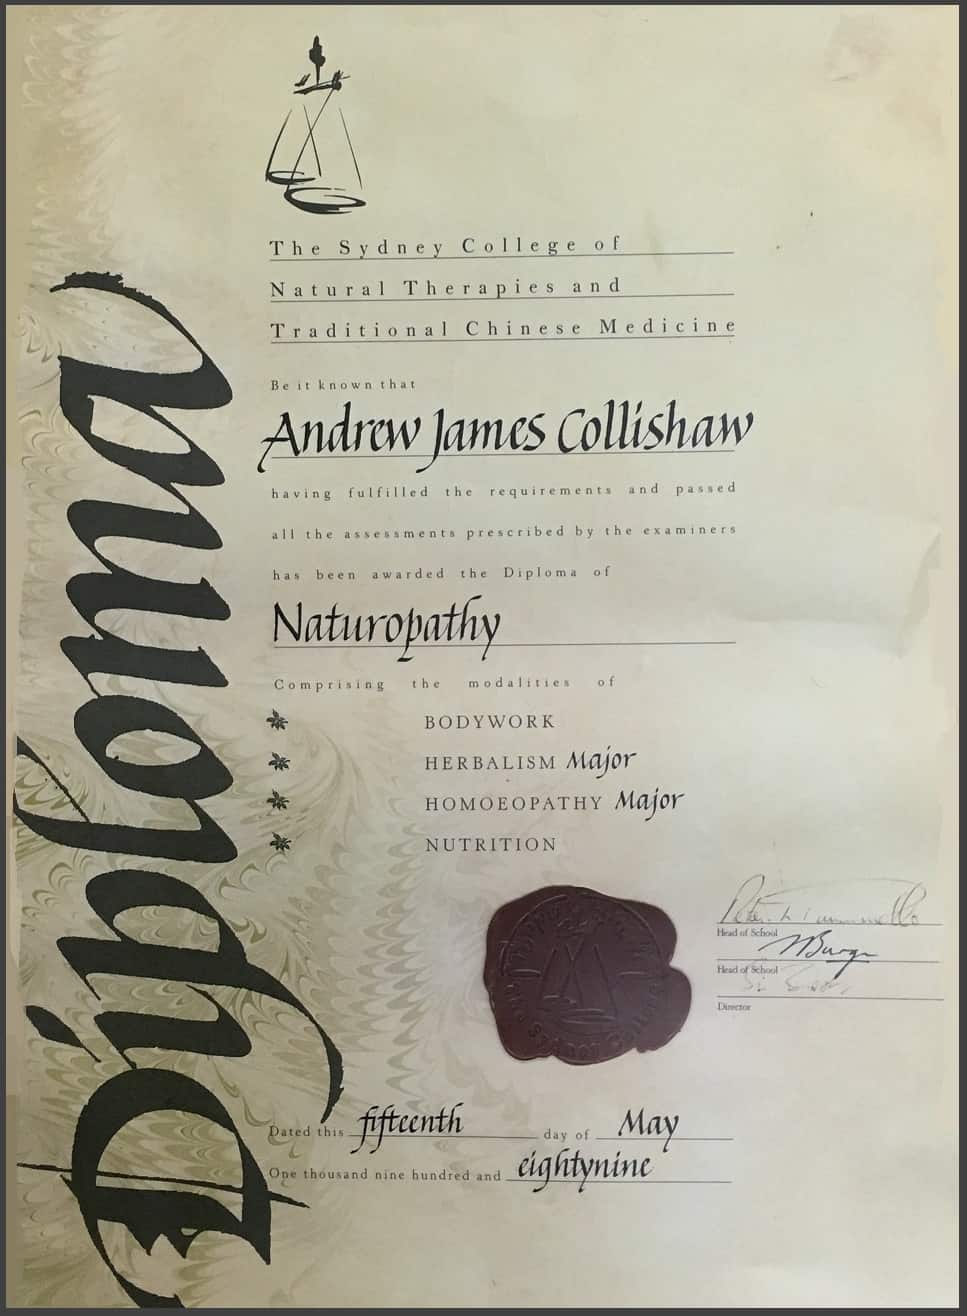 Diploma
The Sydney College of
Natural Therapies and
Traditional Chinese Medicine
Be it known that
Andrew James Collishaw
having fulfilled the requirements and passed
all the assessments prescribed by the examiners
has been awarded the Diploma of
Naturopathy
Comprising the modalities of
BODYWORK
HERBALISM Major
HOMOEOPATHY Major
NUTRITION
Head of School
Head of School
Director
Dated this fifteenth day of May
One thousand nine hundred and eightynine